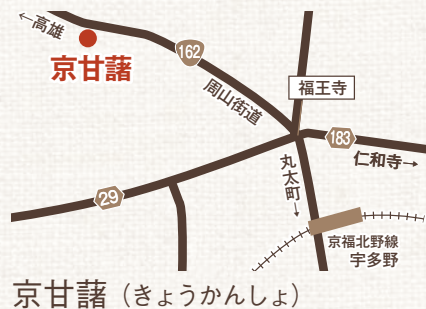 ←高雄
京甘藷
162
周山街道
福王寺
183
仁和寺→
丸太町→
29
京福北野線
宇多野
京甘藷（きょうかんしょ）